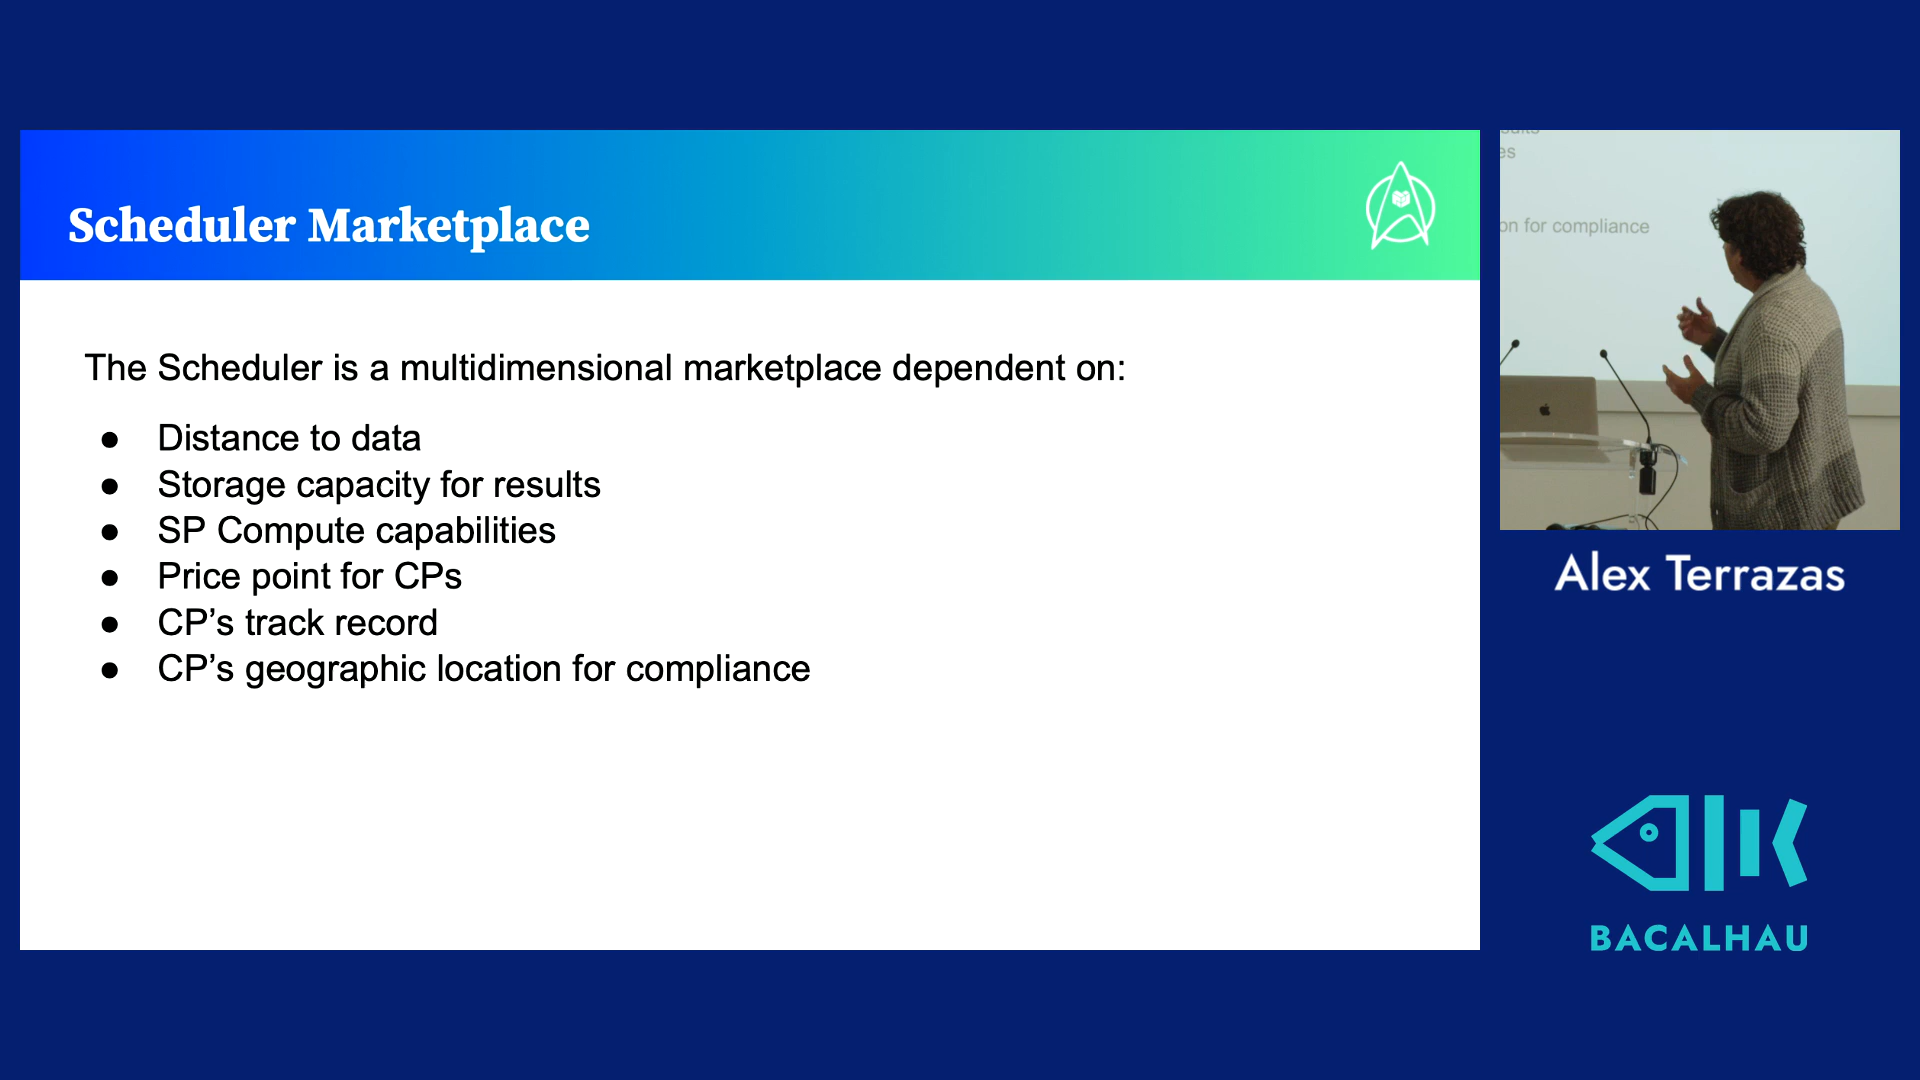 Scheduler Marketplace
The Scheduler is a multidimensional marketplace dependent on:
● Distance to data
● Storage capacity for results
● SP Compute capabilities
● Price point for CPs
● CP’s track record
● CP’s geographic location for compliance
es
on for compliance
Alex Terrazas
BACALHAU